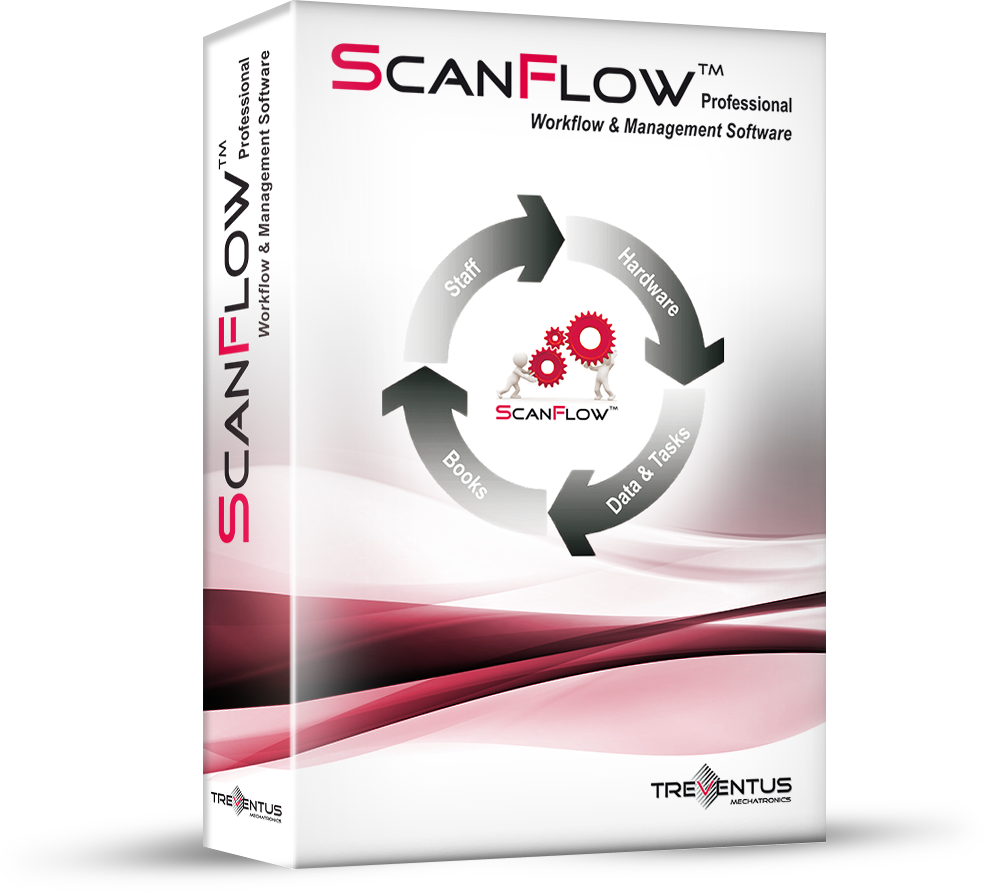 SCANFLOW™
Professional
Workflow & Management Software
Staff
Hardware
Data & Tasks
Books
SCANFLOW™
TREVENTUS
MECHATRONICS
SCANFLOW™
Professional
Workflow & Management Software
TREVENTUS
MECHATRONICS